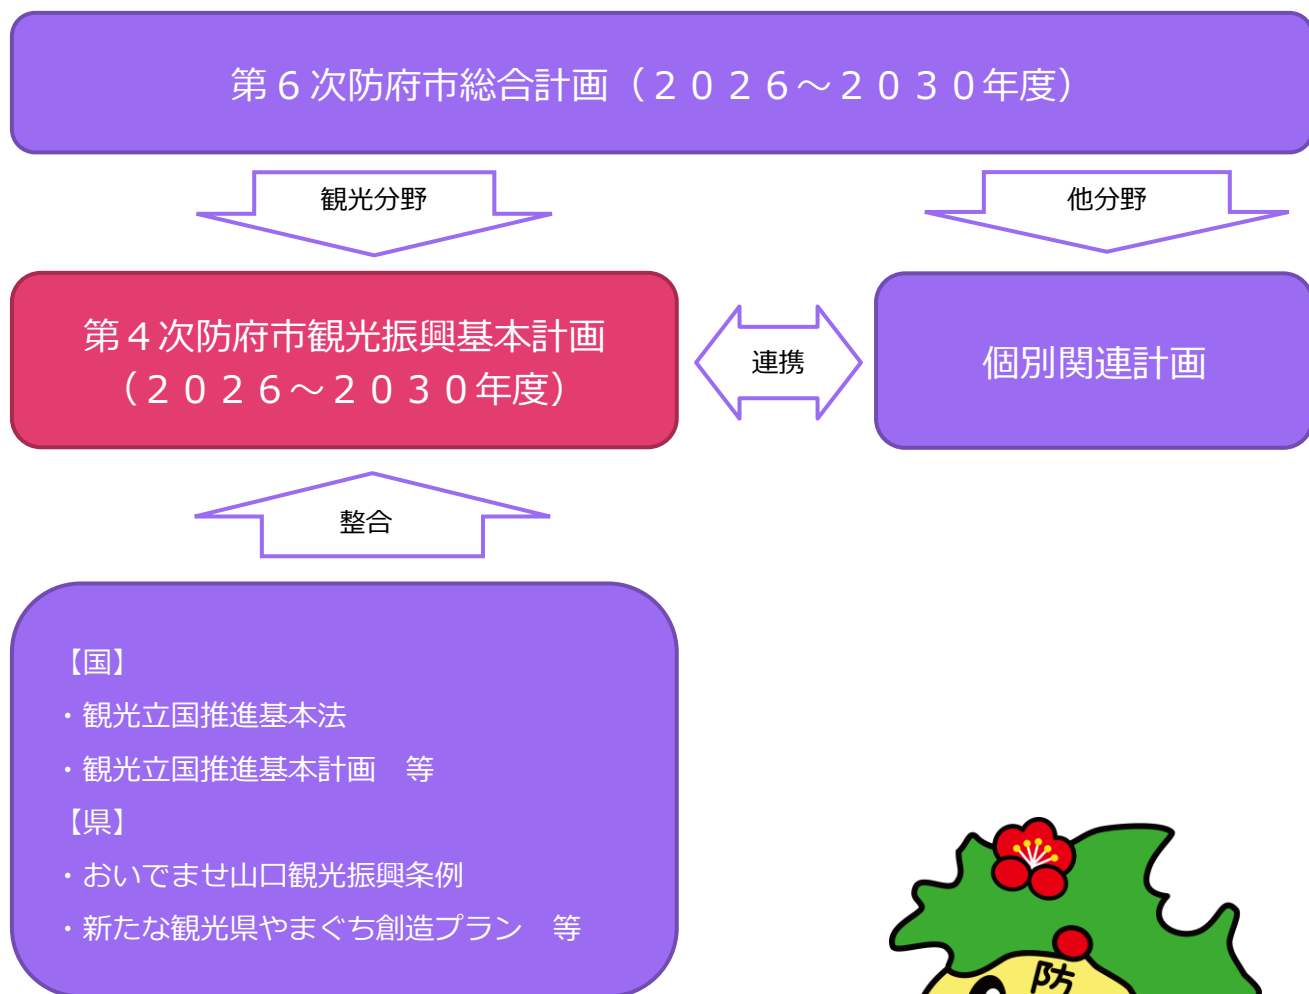 第６次防府市総合計画（２０２６～２０３０年度）
観光分野
他分野
第４次防府市観光振興基本計画
（２０２６～２０３０年度）
連携
個別関連計画
整合
【国】
・観光立国推進基本法
・観光立国推進基本計画　等
【県】
・おいでませ山口観光振興条例
・新たな観光県やまぐち創造プラン　等
防